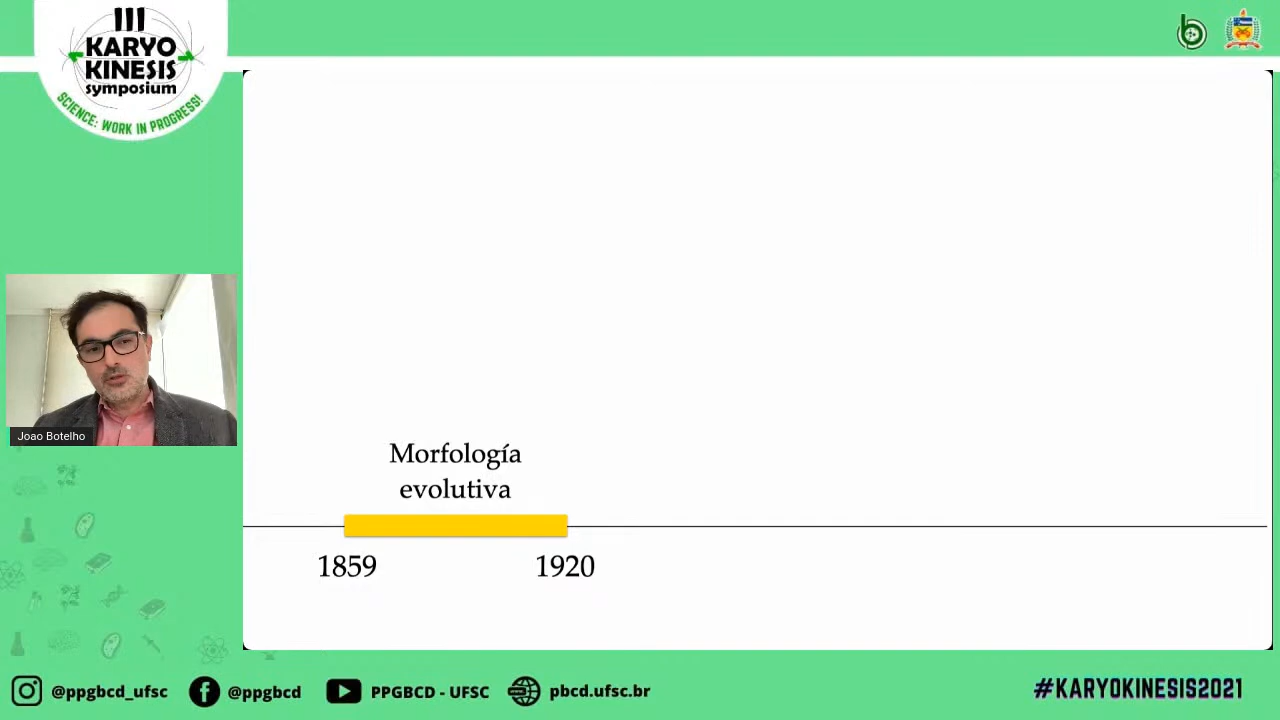 III
KARYO
KINESIS
symposium
SCIENCE: WORK IN PROGRESS!
Joao Botelho
Morfología
evolutiva
1859
1920
@ppgbcd_ufsc
@ppgbcd
PPGBCD - UFSC
pbcd.ufsc.br
#KARYOKINESIS2021